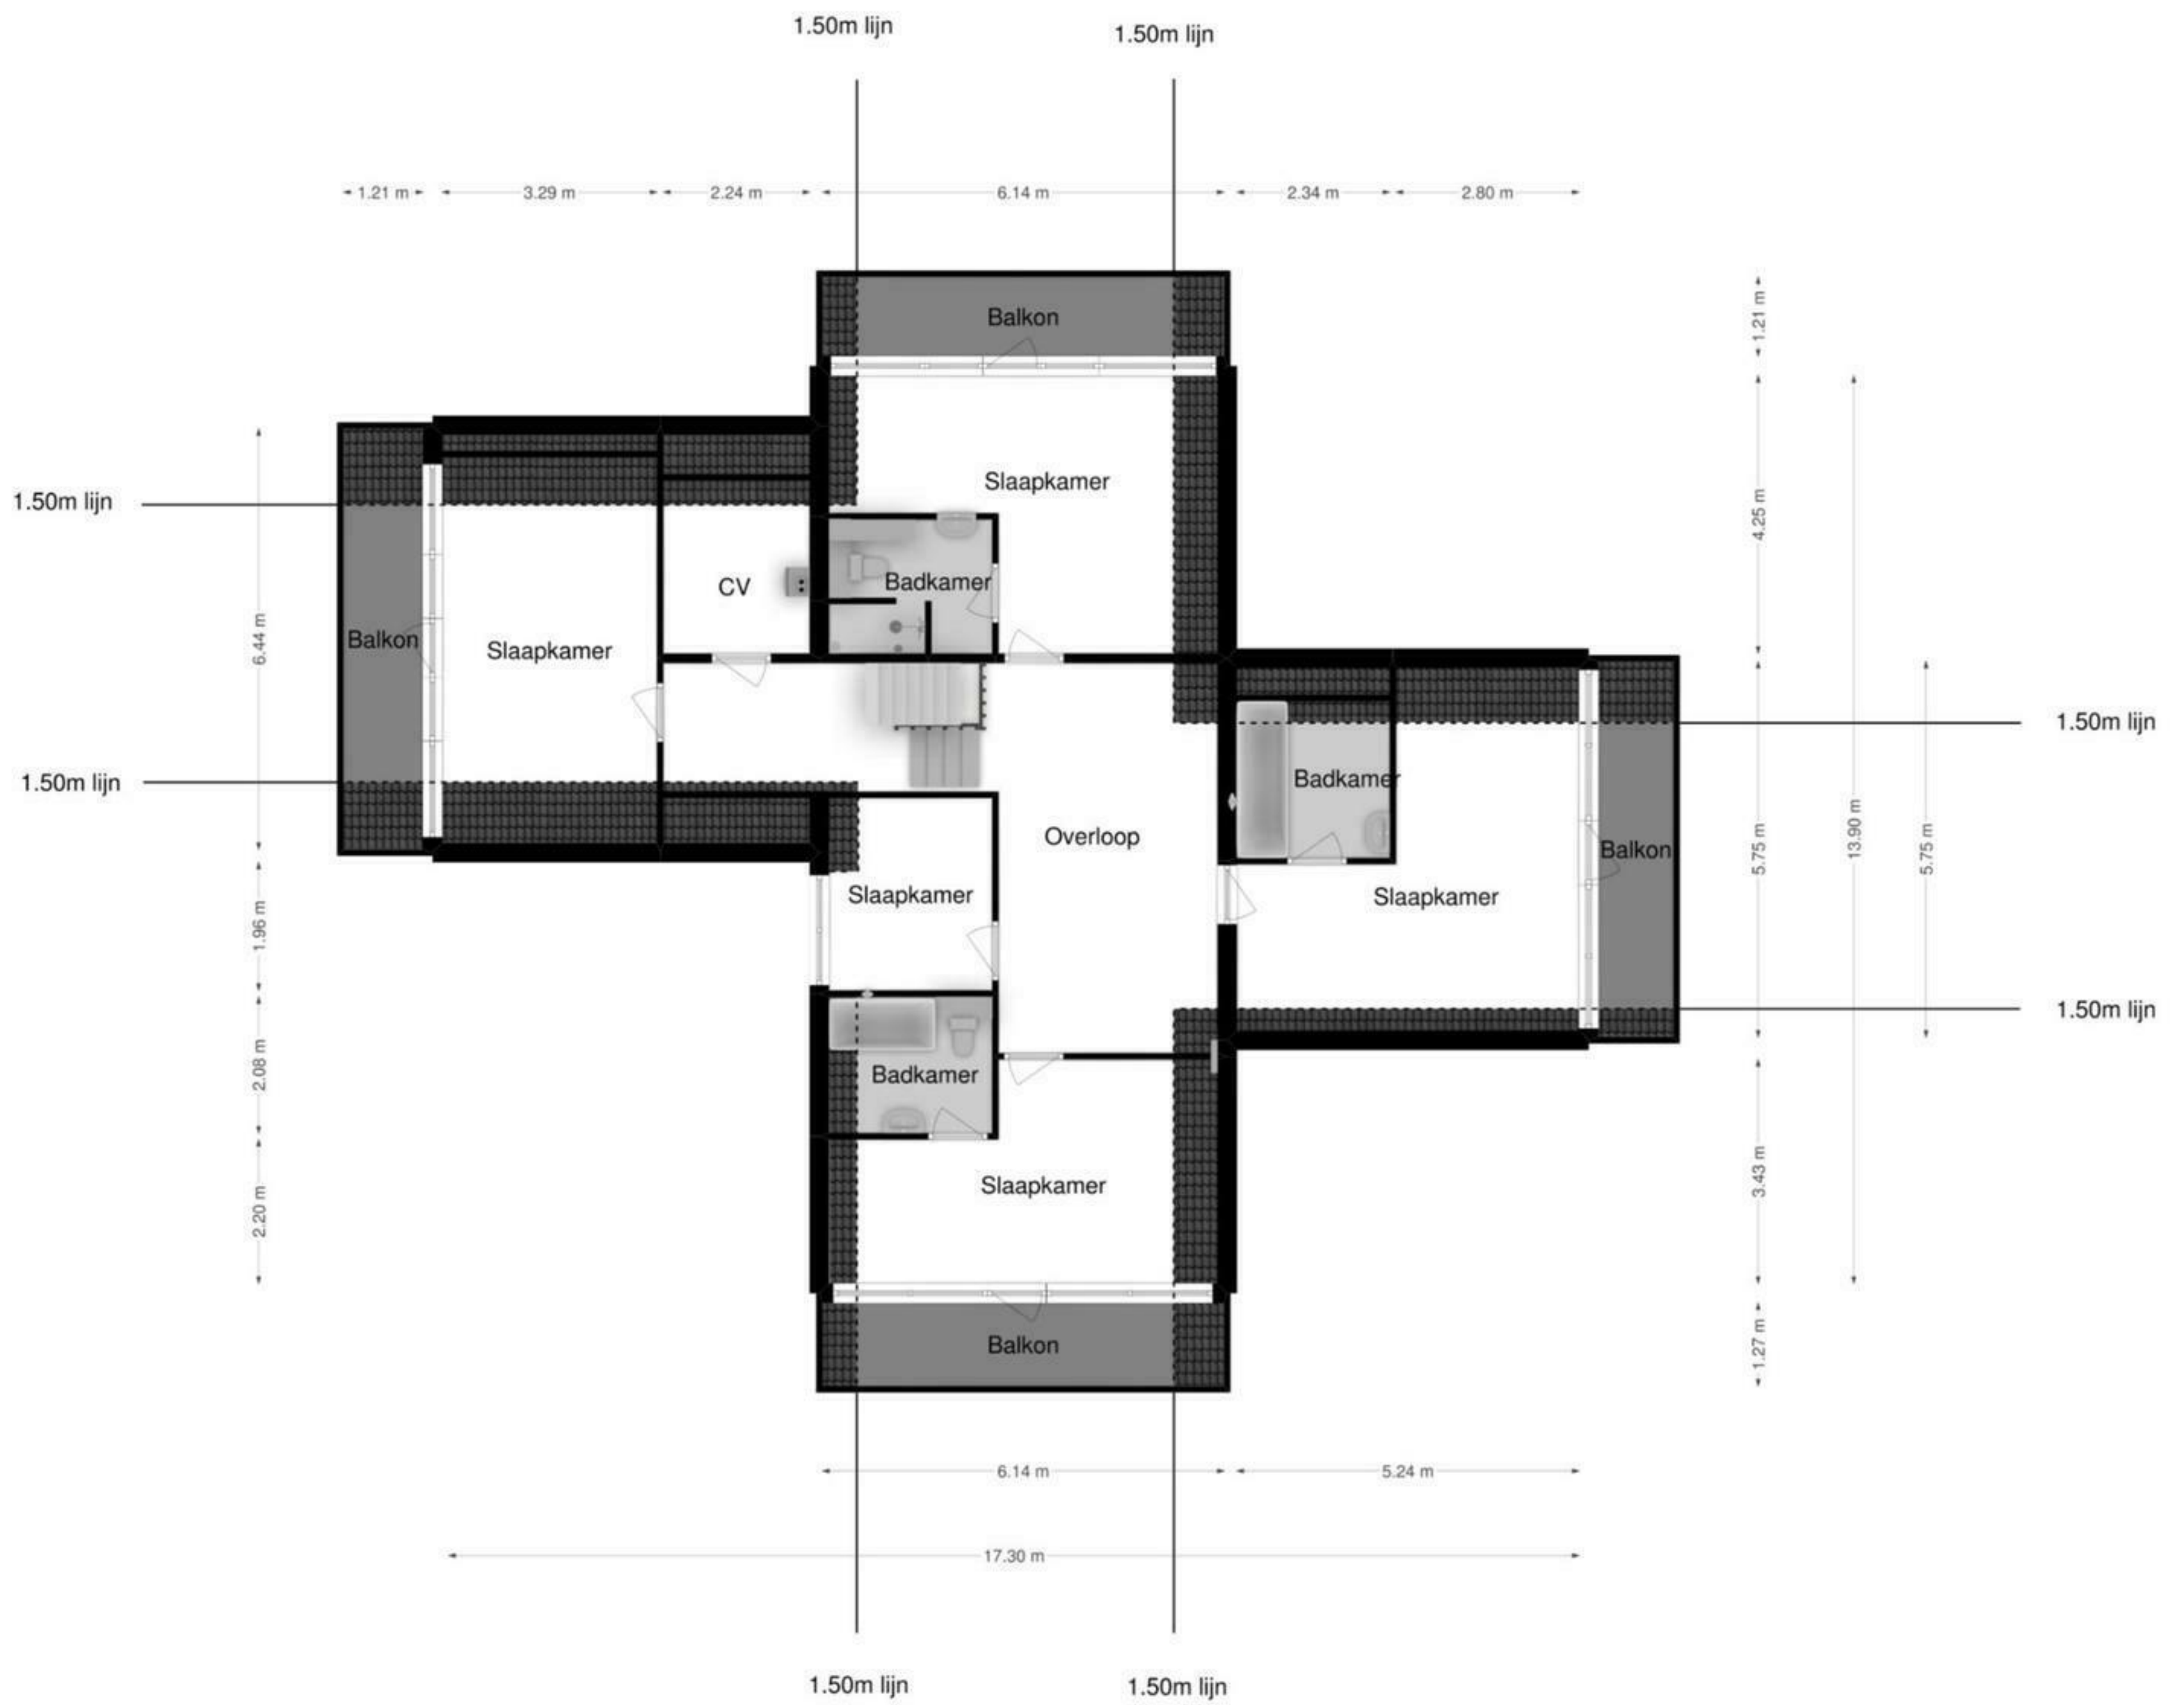 1.50m lijn
1.50m lijn
1.21 m
3.29 m
2.24 m
6.14 m
2.34 m
2.80 m
Balkon
1.21 m
Slaapkamer
1.50m lijn
4.25 m
Badkamer
CV
Balkon
Slaapkamer
6.44 m
1.50m lijn
1.50m lijn
Badkamer
Overloop
13.90 m
5.75 m
5.75 m
Balkon
Slaapkamer
Slaapkamer
1.96 m
1.50m lijn
2.08 m
Badkamer
Slaapkamer
3.43 m
2.20 m
Balkon
1.27 m
6.14 m
5.24 m
17.30 m
1.50m lijn
1.50m lijn